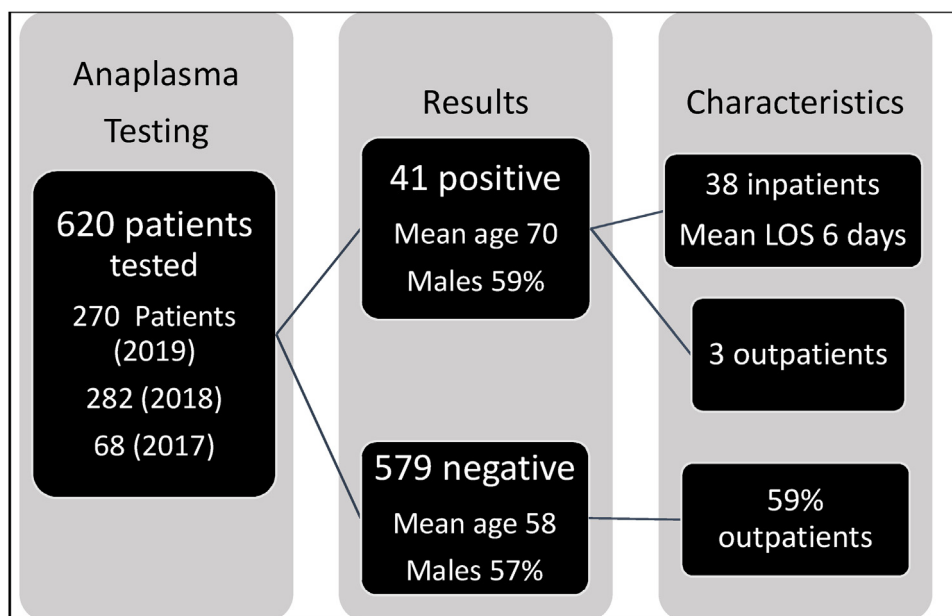 Anaplasma
Testing
620 patients
tested
270 Patients
(2019)
282 (2018)
68 (2017)
Results
41 positive
Mean age 70
Males 59%
579 negative
Mean age 58
Males 57%
Characteristics
38 inpatients
Mean LOS 6 days
3 outpatients
59%
outpatients